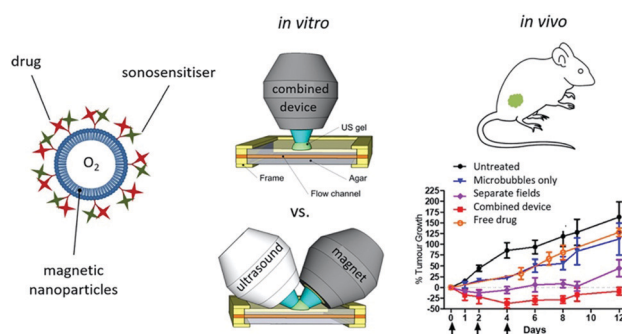 in vitro
in vivo
drug
sonosensitiser
O2
magnetic
nanoparticles
combined
device
US gel
Frame
Flow channel
Agar
vs.
ultrasound
magnet
Untreated
Microbubbles only
Separate fields
Combined device
Free drug
% Tumour Growth
225
200
175
150
125
100
75
50
25
0
-25
-50
0 1 2 4 6 8 9 12
Days